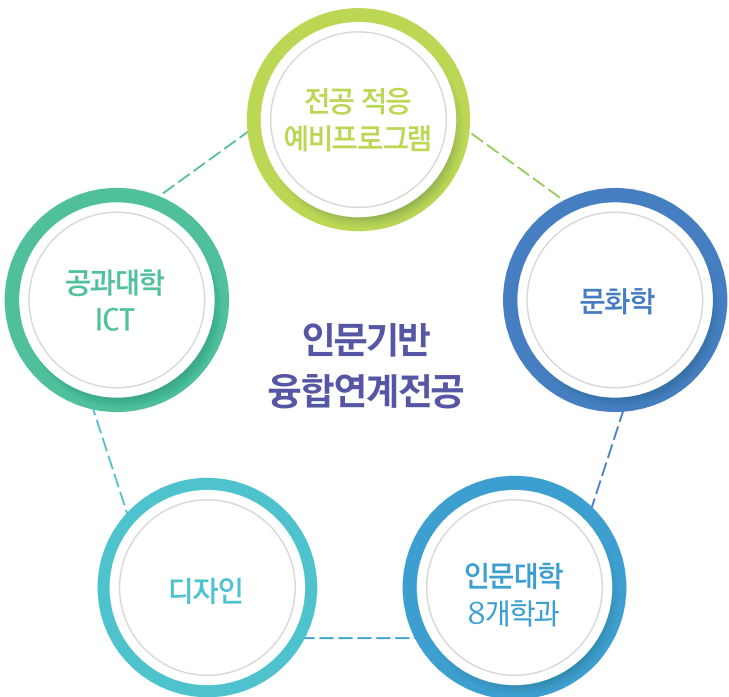 전공 적응
예비프로그램
공과대학
ICT
문화학
인문기반
융합연계전공
디자인
인문대학
8개학과